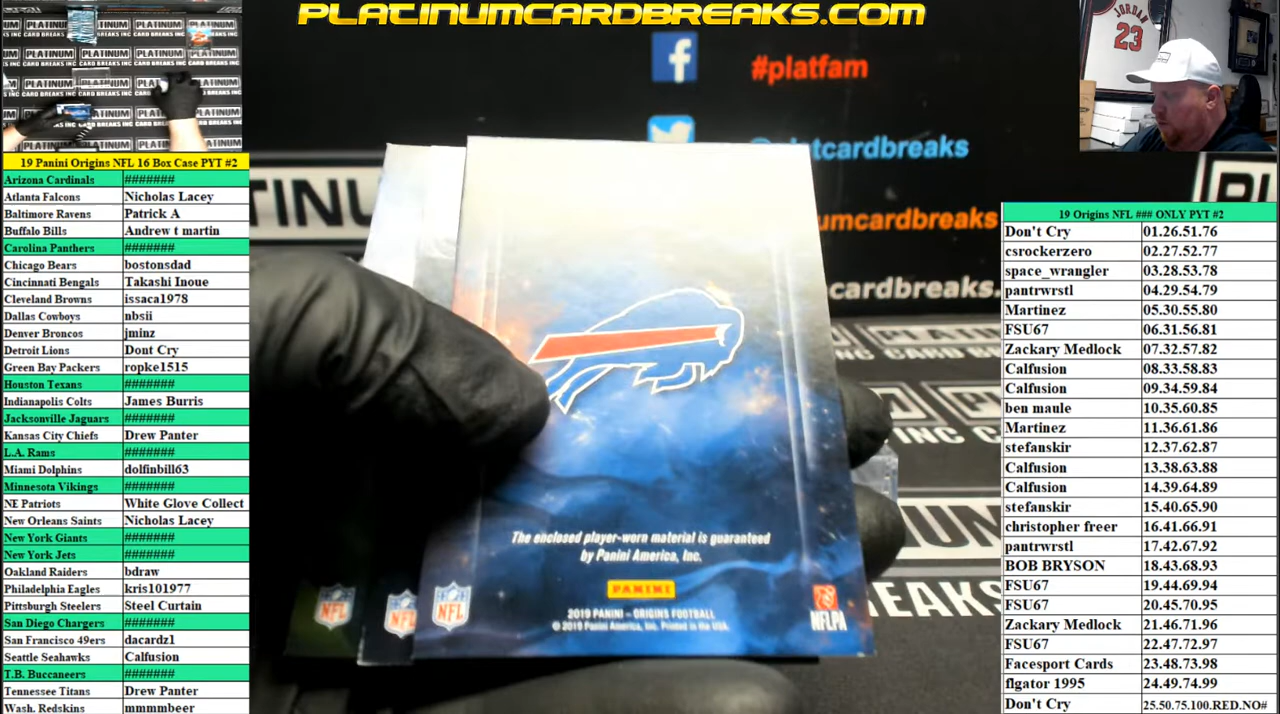 PLATINUMCARDBREAKS.COM
#platfam
JORDAN
23
19 Panini Origins NFL 16 Box Case PYT #2
Arizona Cardinals #######
Atlanta Falcons Nicholas Lacey
Baltimore Ravens Patrick A
Buffalo Bills Andrew t martin
Carolina Panthers #######
Chicago Bears bostonsdad
Cincinnati Bengals Takashi Inoue
Cleveland Browns issaca1978
Dallas Cowboys nbsii
Denver Broncos jminz
Detroit Lions Dont Cry
Green Bay Packers ropke1515
Houston Texans #######
Indianapolis Colts James Burris
Jacksonville Jaguars #######
Kansas City Chiefs Drew Panter
L.A. Rams #######
Miami Dolphins dolfinbill63
Minnesota Vikings #######
NE Patriots White Glove Collect
New Orleans Saints Nicholas Lacey
New York Giants #######
New York Jets #######
Oakland Raiders bdraw
Philadelphia Eagles kris101977
Pittsburgh Steelers Steel Curtain
San Diego Chargers #######
San Francisco 49ers dacardz1
Seattle Seahawks Calfusion
T.B. Buccaneers #######
Tennessee Titans Drew Panter
Wash. Redskins mmmmbeer
tcardbreaks
umcardbreaks
cardbreaks.
The enclosed player-worn material is guaranteed
by Panini America, Inc.
PANINI
2019 PANINI - ORIGINS FOOTBALL
© 2019 Panini America, Inc. Printed in the USA.
NFL
NFL
NFL
NFLPA
19 Origins NFL ### ONLY PYT #2
Don't Cry 01.26.51.76
csrockerzero 02.27.52.77
space_wrangler 03.28.53.78
pantrwrstl 04.29.54.79
Martinez 05.30.55.80
FSU67 06.31.56.81
Zackary Medlock 07.32.57.82
Calfusion 08.33.58.83
Calfusion 09.34.59.84
ben maule 10.35.60.85
Martinez 11.36.61.86
stefanskir 12.37.62.87
Calfusion 13.38.63.88
Calfusion 14.39.64.89
stefanskir 15.40.65.90
christopher freer 16.41.66.91
pantrwrstl 17.42.67.92
BOB BRYSON 18.43.68.93
FSU67 19.44.69.94
FSU67 20.45.70.95
Zackary Medlock 21.46.71.96
FSU67 22.47.72.97
Facesport Cards 23.48.73.98
flgator 1995 24.49.74.99
Don't Cry 25.50.75.100.RED.NO#